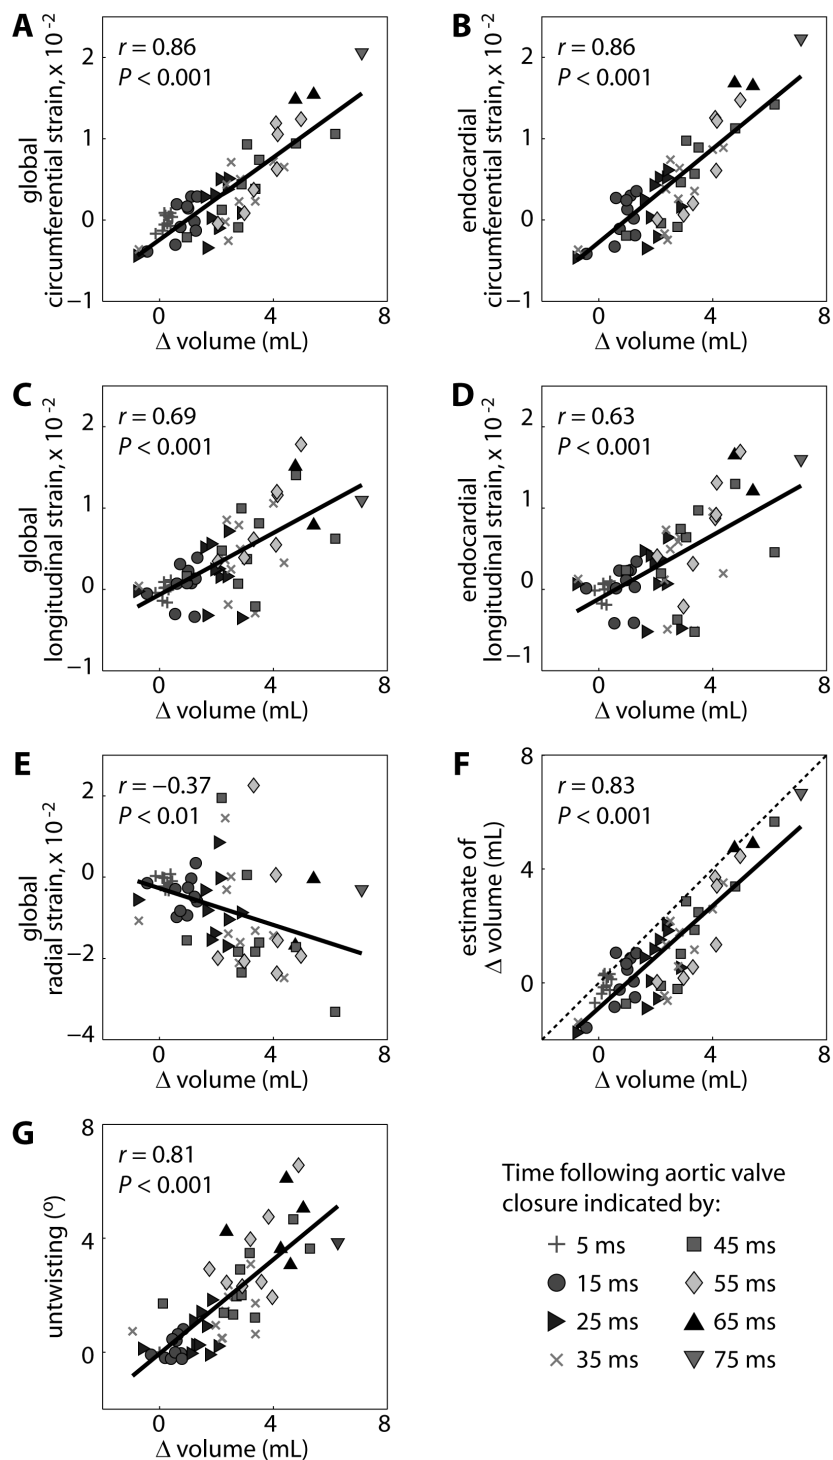 A
r = 0.86
P < 0.001
global
circumferential strain, x 10⁻²
2
1
0
−1
0 4 8
Δ volume (mL)
B
r = 0.86
P < 0.001
endocardial
circumferential strain, x 10⁻²
2
1
0
−1
0 4 8
Δ volume (mL)
C
r = 0.69
P < 0.001
global
longitudinal strain, x 10⁻²
2
1
0
−1
0 4 8
Δ volume (mL)
D
r = 0.63
P < 0.001
endocardial
longitudinal strain, x 10⁻²
2
1
0
−1
0 4 8
Δ volume (mL)
E
r = −0.37
P < 0.01
global
radial strain, x 10⁻²
2
0
−2
−4
0 4 8
Δ volume (mL)
F
r = 0.83
P < 0.001
estimate of
Δ volume (mL)
8
4
0
0 4 8
Δ volume (mL)
G
r = 0.81
P < 0.001
untwisting (º)
8
4
0
0 4 8
Δ volume (mL)
Time following aortic valve
closure indicated by:
5 ms
15 ms
25 ms
35 ms
45 ms
55 ms
65 ms
75 ms